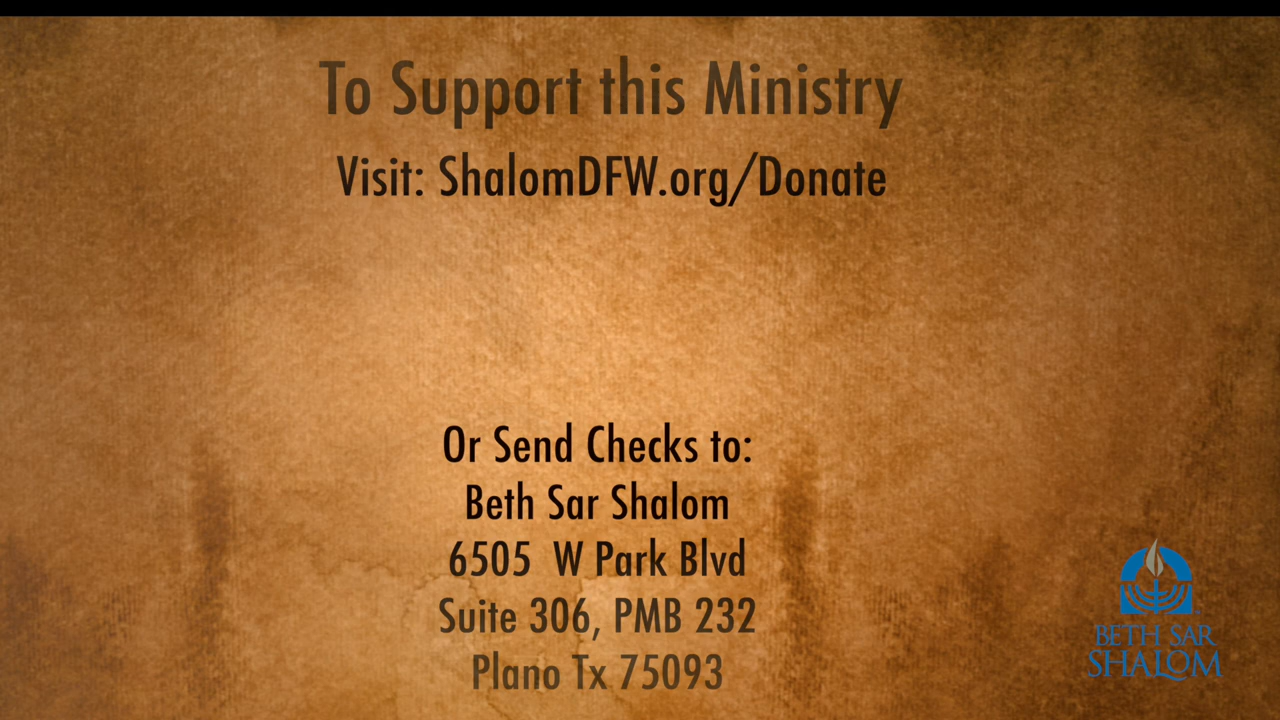 To Support this Ministry
Visit: ShalomDFW.org/Donate
Or Send Checks to:
Beth Sar Shalom
6505 W Park Blvd
Suite 306, PMB 232
Plano Tx 75093
BETH SAR
SHALOM